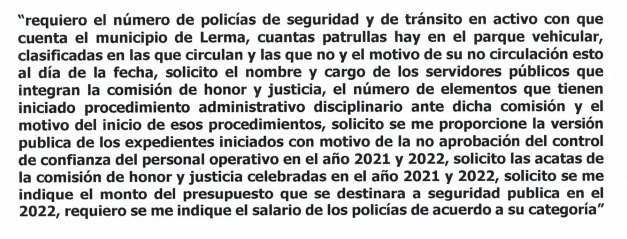 “requiero el número de policías de seguridad y de tránsito en activo con que
cuenta el municipio de Lerma, cuantas patrullas hay en el parque vehicular,
clasificadas en las que circulan y las que no y el motivo de su no circulación esto
al día de la fecha, solicito el nombre y cargo de los servidores públicos que
integran la comisión de honor y justicia, el número de elementos que tienen
iniciado procedimiento administrativo disciplinario ante dicha comisión y el
motivo del inicio de esos procedimientos, solicito se me proporcione la versión
publica de los expedientes iniciados con motivo de la no aprobación del control
de confianza del personal operativo en el año 2021 y 2022, solicito las acatas de
la comisión de honor y justicia celebradas en el año 2021 y 2022, solicito se me
indique el monto del presupuesto que se destinara a seguridad publica en el
2022, requiero se me indique el salario de los policías de acuerdo a su categoría”